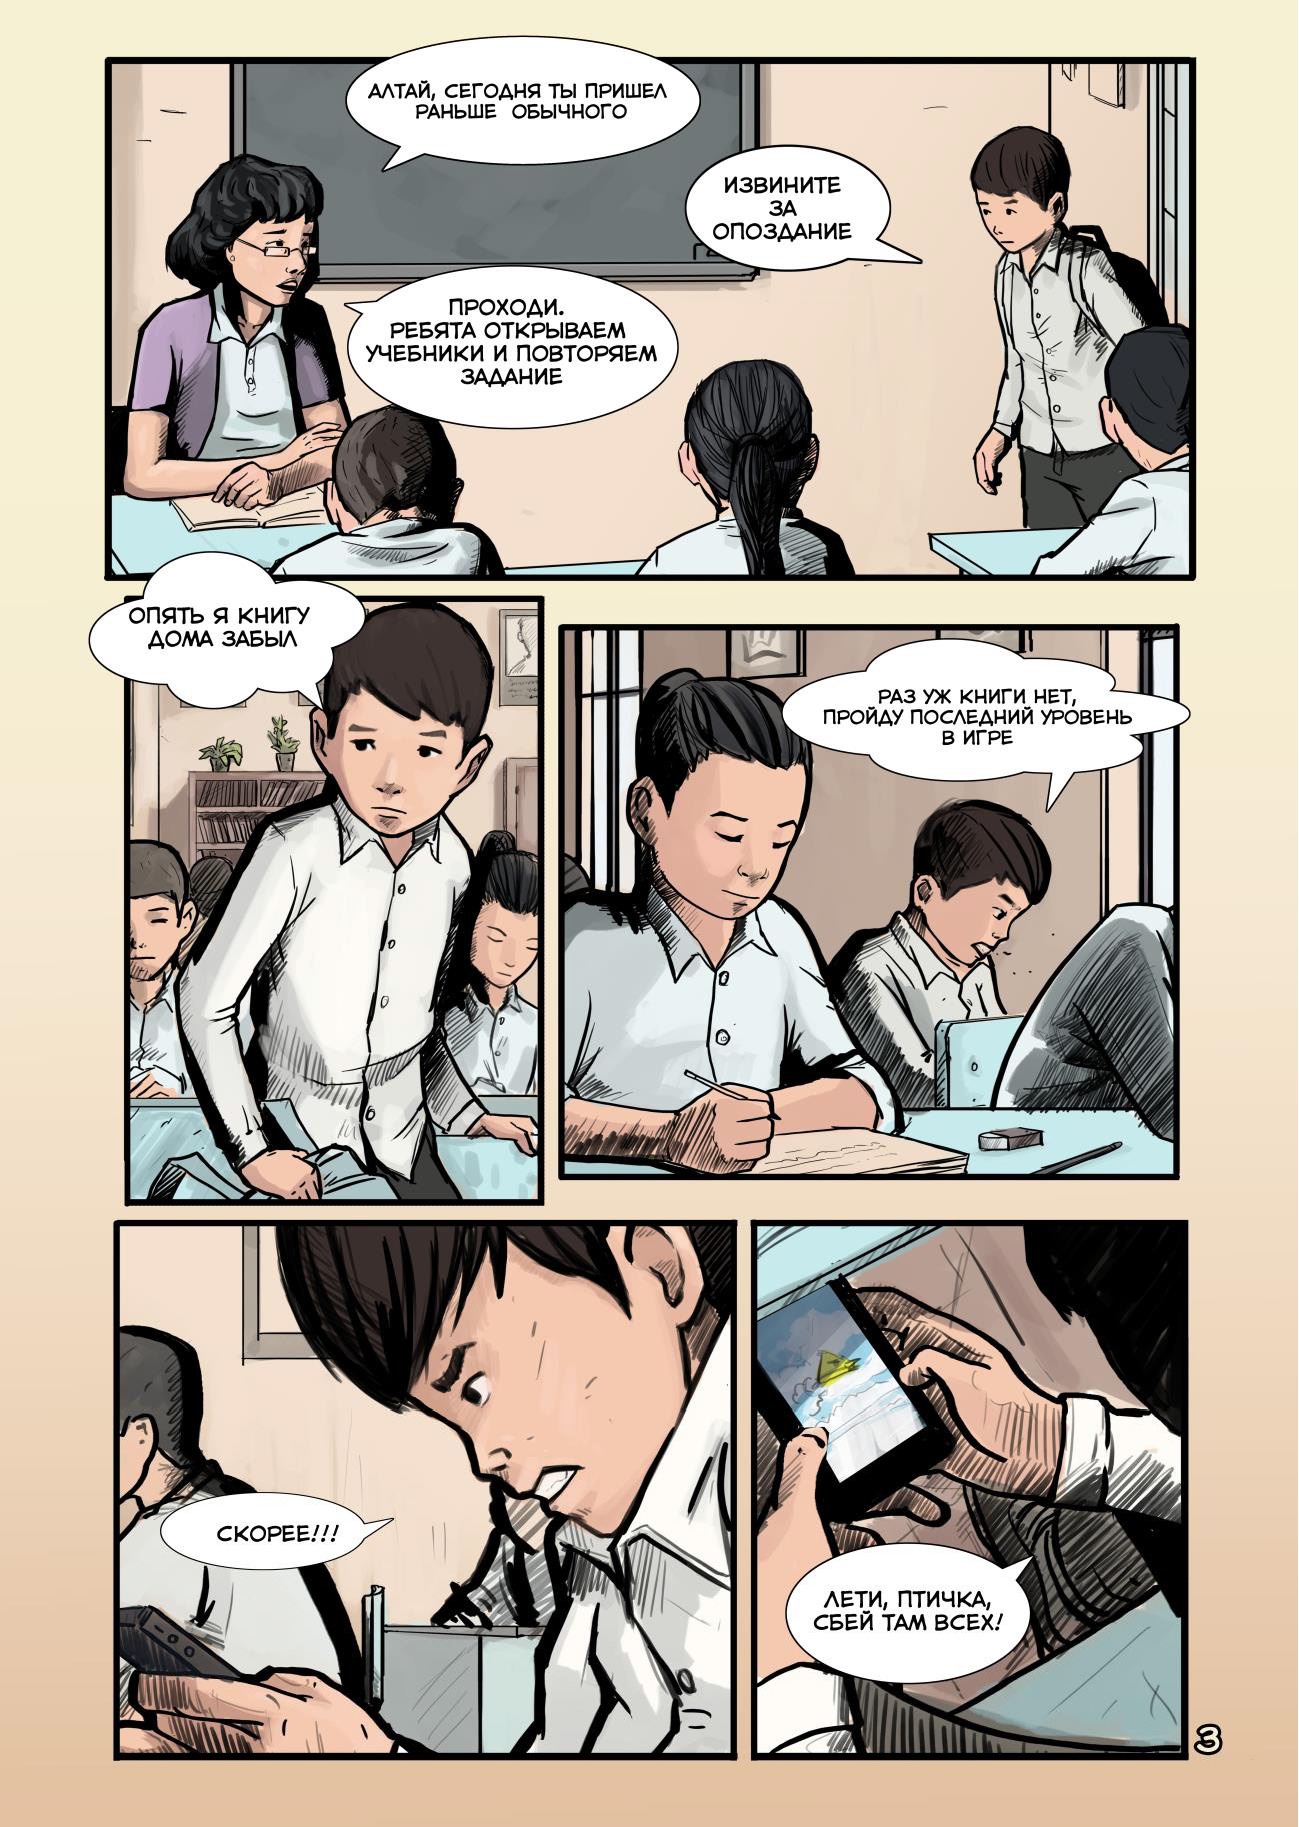 АЛТАЙ, СЕГОДНЯ ТЫ ПРИШЕЛ
РАНЬШЕ ОБЫЧНОГО
ИЗВИНИТЕ
ЗА
ОПОЗДАНИЕ
ПРОХОДИ.
РЕБЯТА ОТКРЫВАЕМ
УЧЕБНИКИ И ПОВТОРЯЕМ
ЗАДАНИЕ
ОПЯТЬ Я КНИГУ
ДОМА ЗАБЫЛ
РАЗ УЖ КНИГИ НЕТ,
ПРОЙДУ ПОСЛЕДНИЙ УРОВЕНЬ
В ИГРЕ
СКОРЕЕ!!!
ЛЕТИ, ПТИЧКА,
СБЕЙ ТАМ ВСЕХ!
3